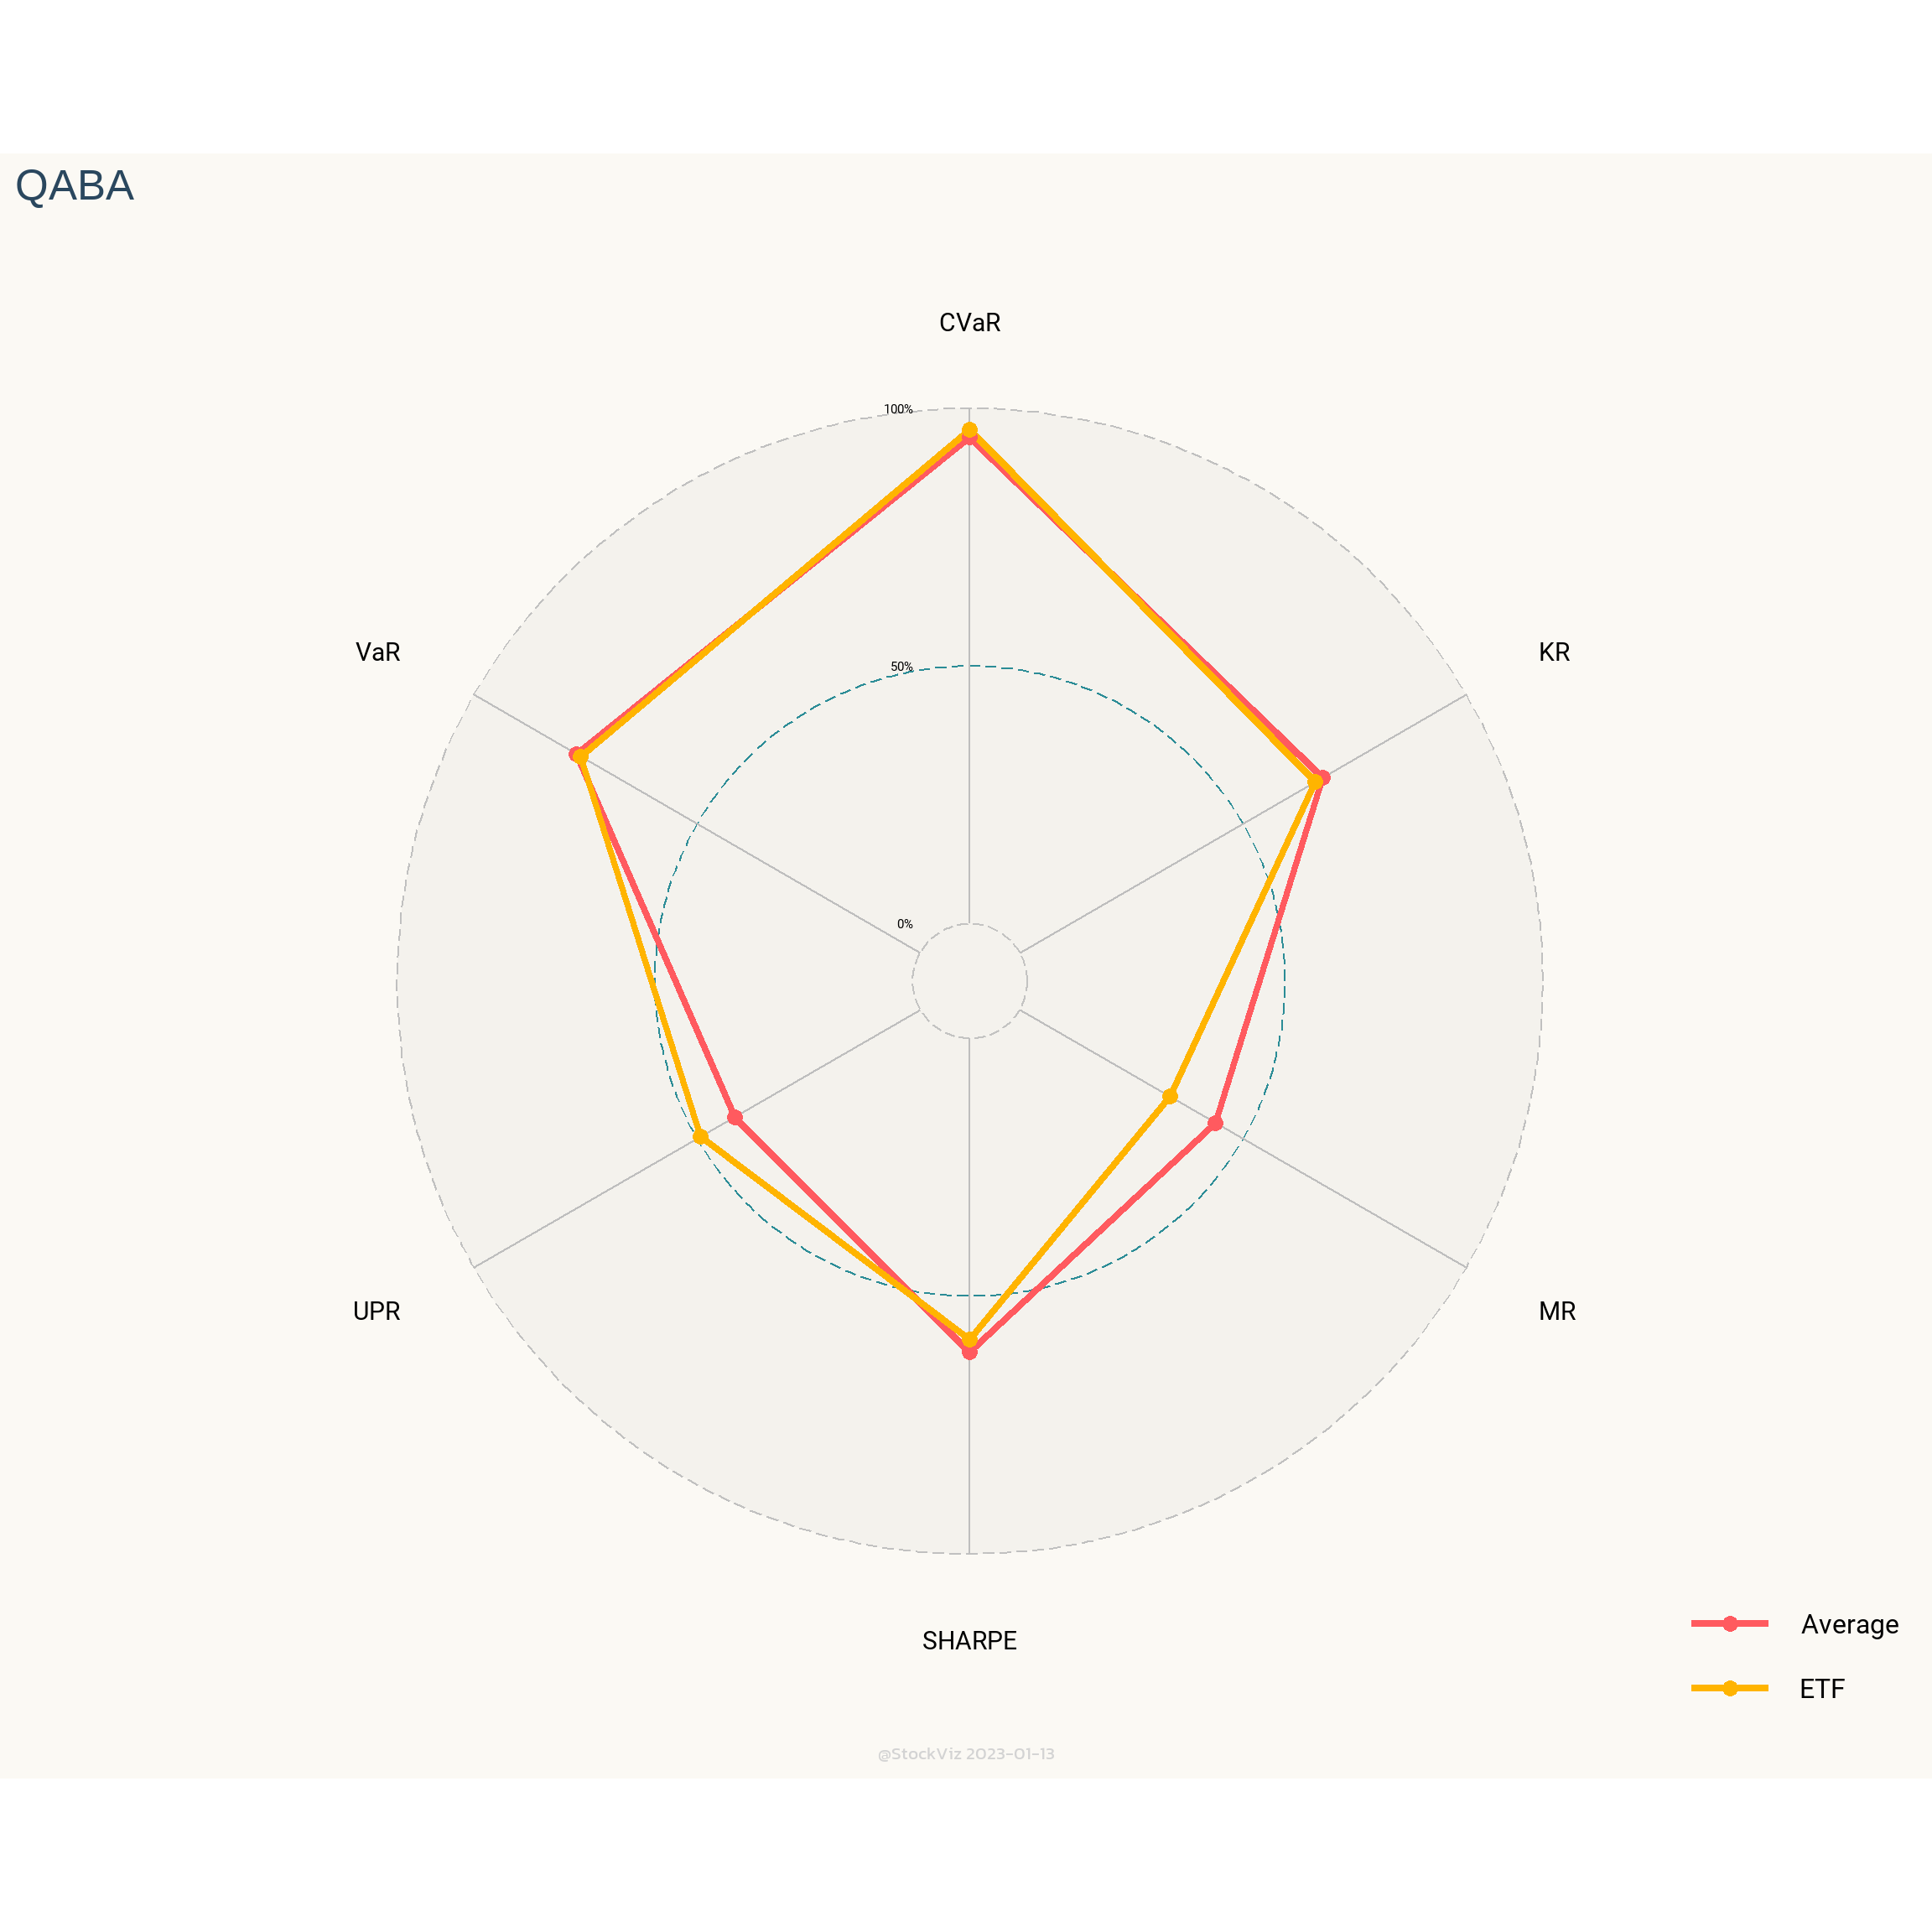 QABA
CVaR
100%
VaR
KR
50%
0%
UPR
MR
SHARPE
Average
ETF
@StockViz 2023-01-13